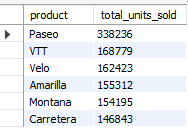 product total_units_sold
Paseo 338236
VTT 168779
Velo 162423
Amarilla 155312
Montana 154195
Carretera 146843